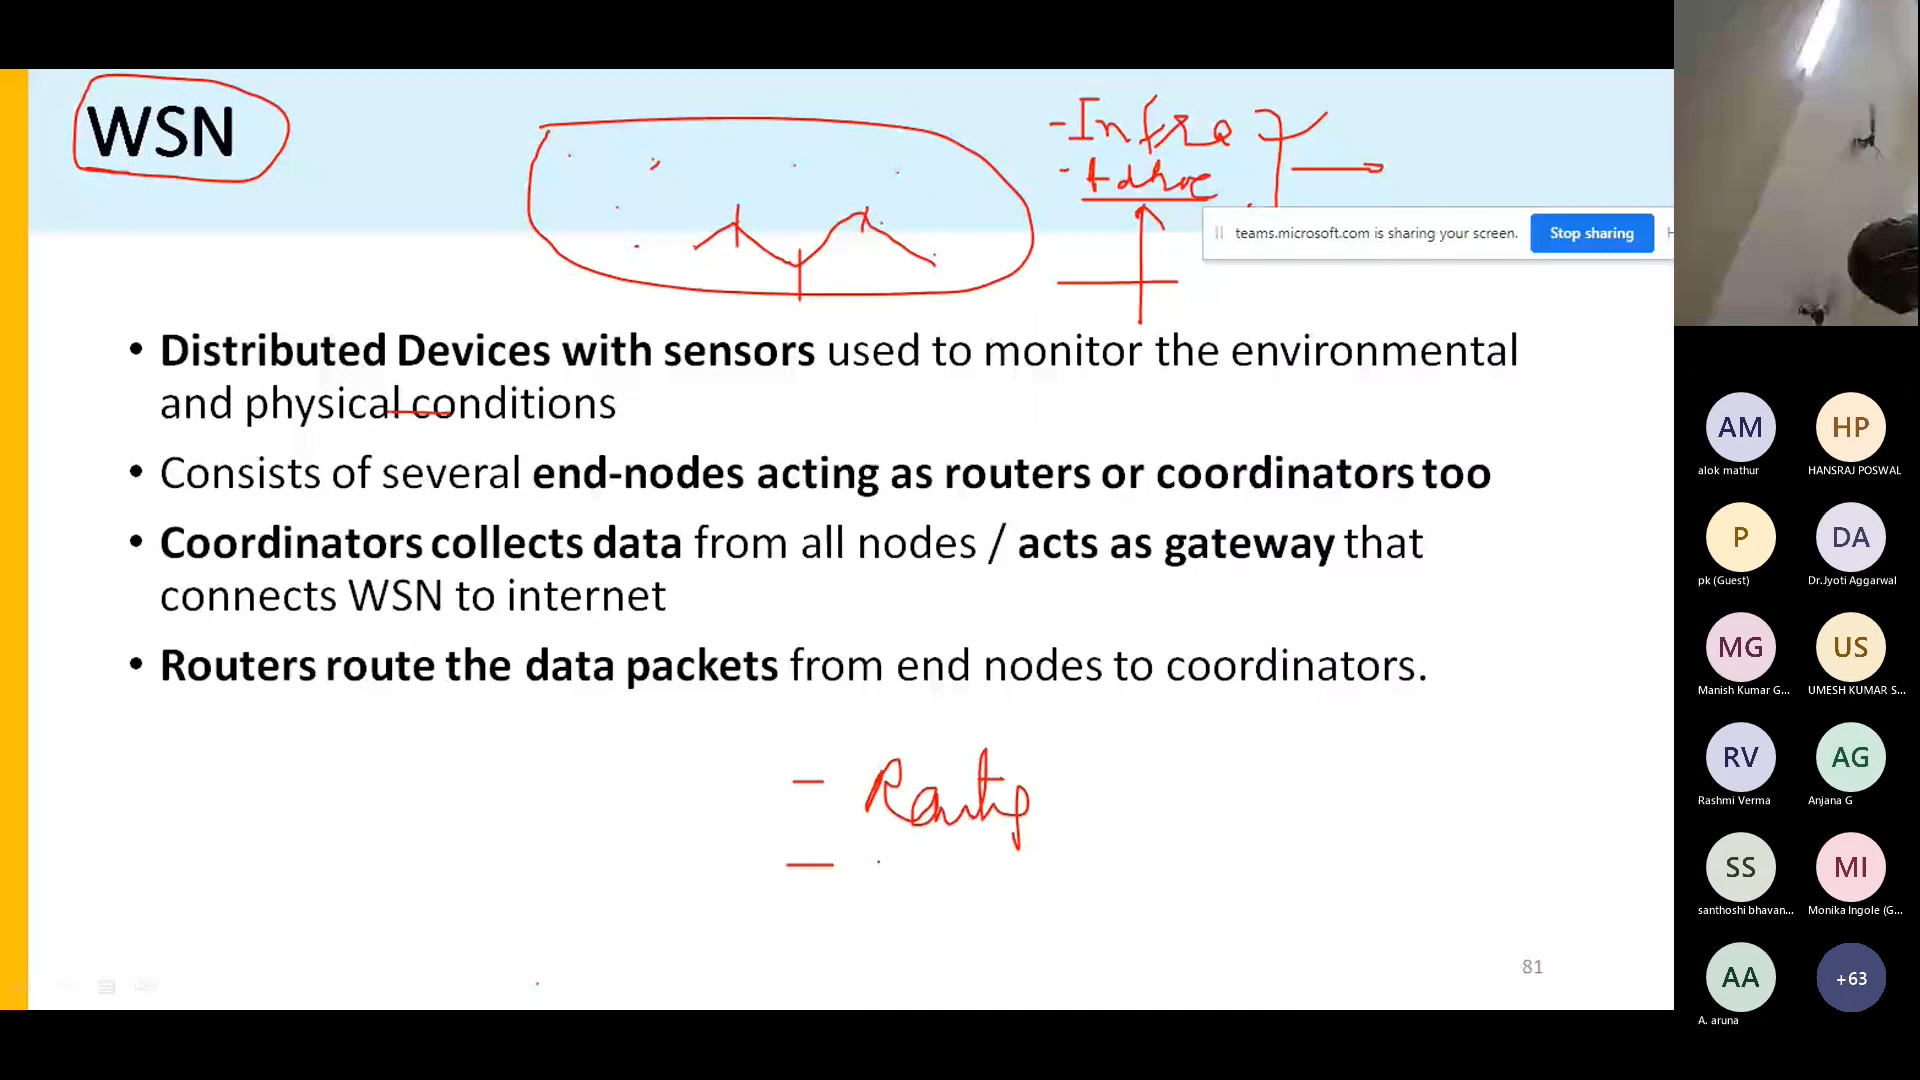 WSN
- Infra
- Adhoc
teams.microsoft.com is sharing your screen.
Stop sharing
• Distributed Devices with sensors used to monitor the environmental
and physical conditions
• Consists of several end-nodes acting as routers or coordinators too
• Coordinators collects data from all nodes / acts as gateway that
connects WSN to internet
• Routers route the data packets from end nodes to coordinators.
- Routing
81
AM
alok mathur
HP
HANSRAJ POSWAL
P
pk (Guest)
DA
Dr.Jyoti Aggarwal
MG
Manish Kumar G...
US
UMESH KUMAR S...
RV
Rashmi Verma
AG
Anjana G
SS
santhoshi bhavan...
MI
Monika Ingole (G...
AA
A. aruna
+63